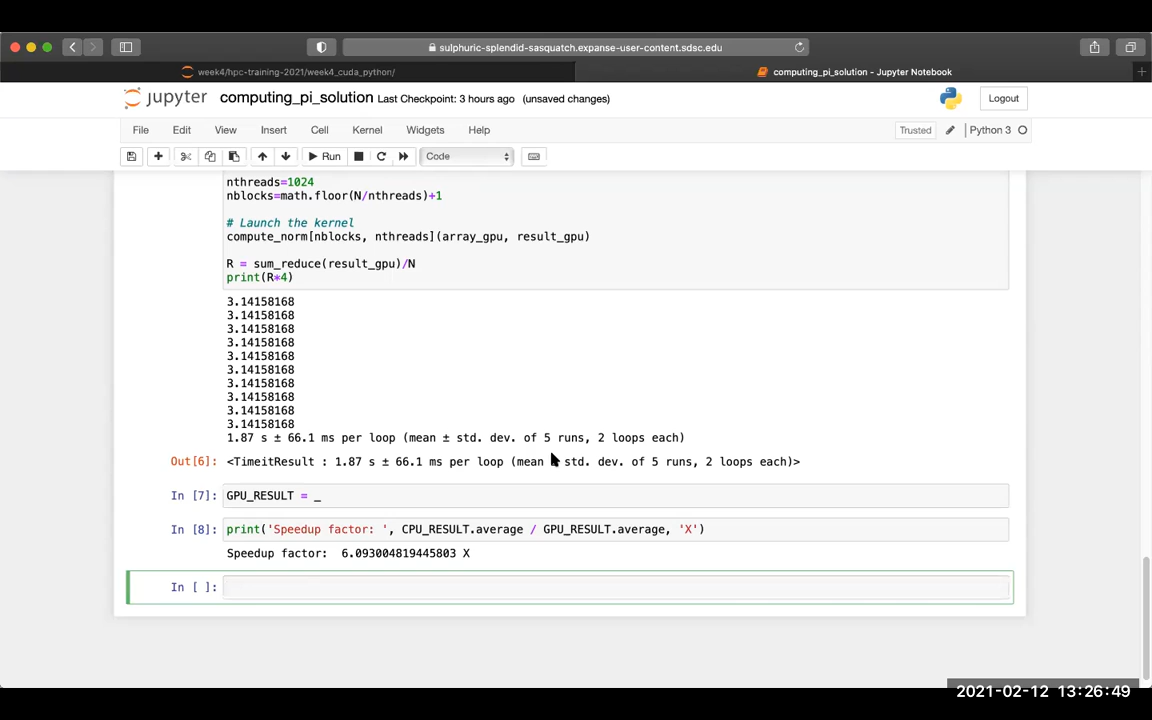 sulphuric-splendid-sasquatch.expanse-user-content.sdsc.edu
week4/hpc-training-2021/week4_cuda_python/
computing_pi_solution - Jupyter Notebook
jupyter computing_pi_solution Last Checkpoint: 3 hours ago (unsaved changes)
Logout
File Edit View Insert Cell Kernel Widgets Help
Trusted Python 3
Run Code
nthreads=1024
nblocks=math.floor(N/nthreads)+1
# Launch the kernel
compute_norm[nblocks, nthreads](array_gpu, result_gpu)
R = sum_reduce(result_gpu)/N
print(R*4)
3.14158168
3.14158168
3.14158168
3.14158168
3.14158168
3.14158168
3.14158168
3.14158168
3.14158168
3.14158168
1.87 s ± 66.1 ms per loop (mean ± std. dev. of 5 runs, 2 loops each)
Out[6]: <TimeitResult : 1.87 s ± 66.1 ms per loop (mean std. dev. of 5 runs, 2 loops each)>
In [7]: GPU_RESULT = _
In [8]: print('Speedup factor: ', CPU_RESULT.average / GPU_RESULT.average, 'X')
Speedup factor:  6.093004819445803 X
In [ ]:
2021-02-12 13:26:49